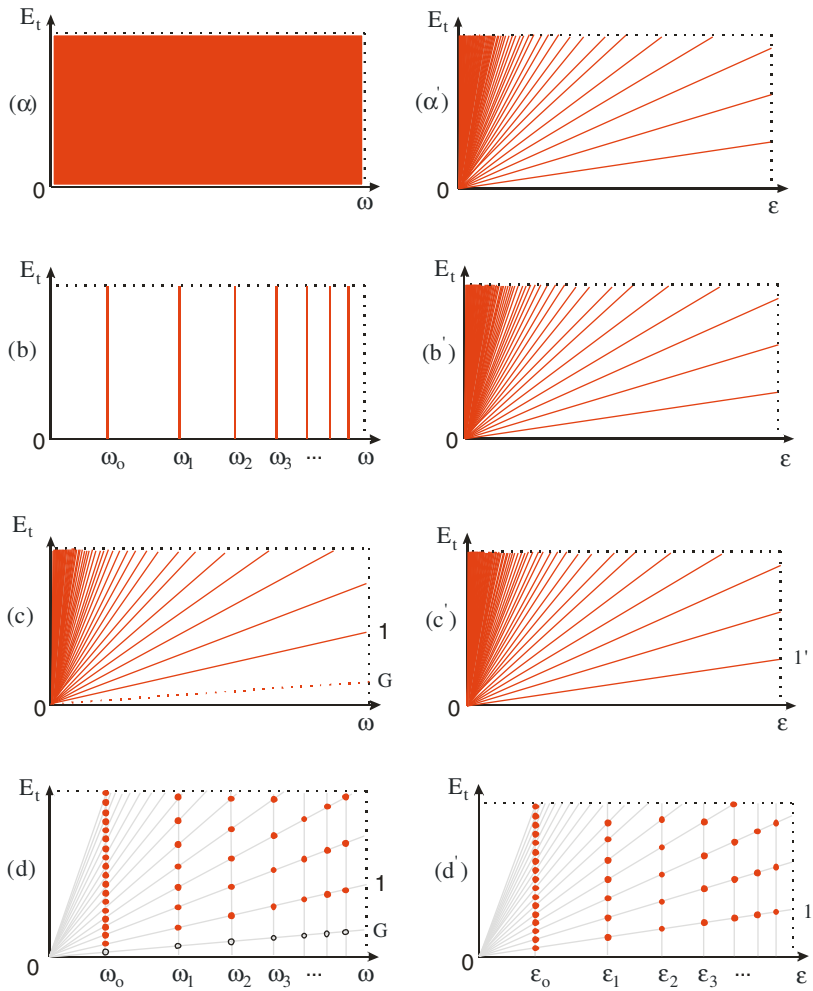 E_t
(α)
0
ω
E_t
(α')
0
ε
E_t
(b)
0
ω_o ω_1 ω_2 ω_3 ... ω
E_t
(b')
0
ε
E_t
(c)
1
G
0
ω
E_t
(c')
1'
0
ε
E_t
(d)
1
G
0
ω_o ω_1 ω_2 ω_3 ... ω
E_t
(d')
1
0
ε_o ε_1 ε_2 ε_3 ... ε